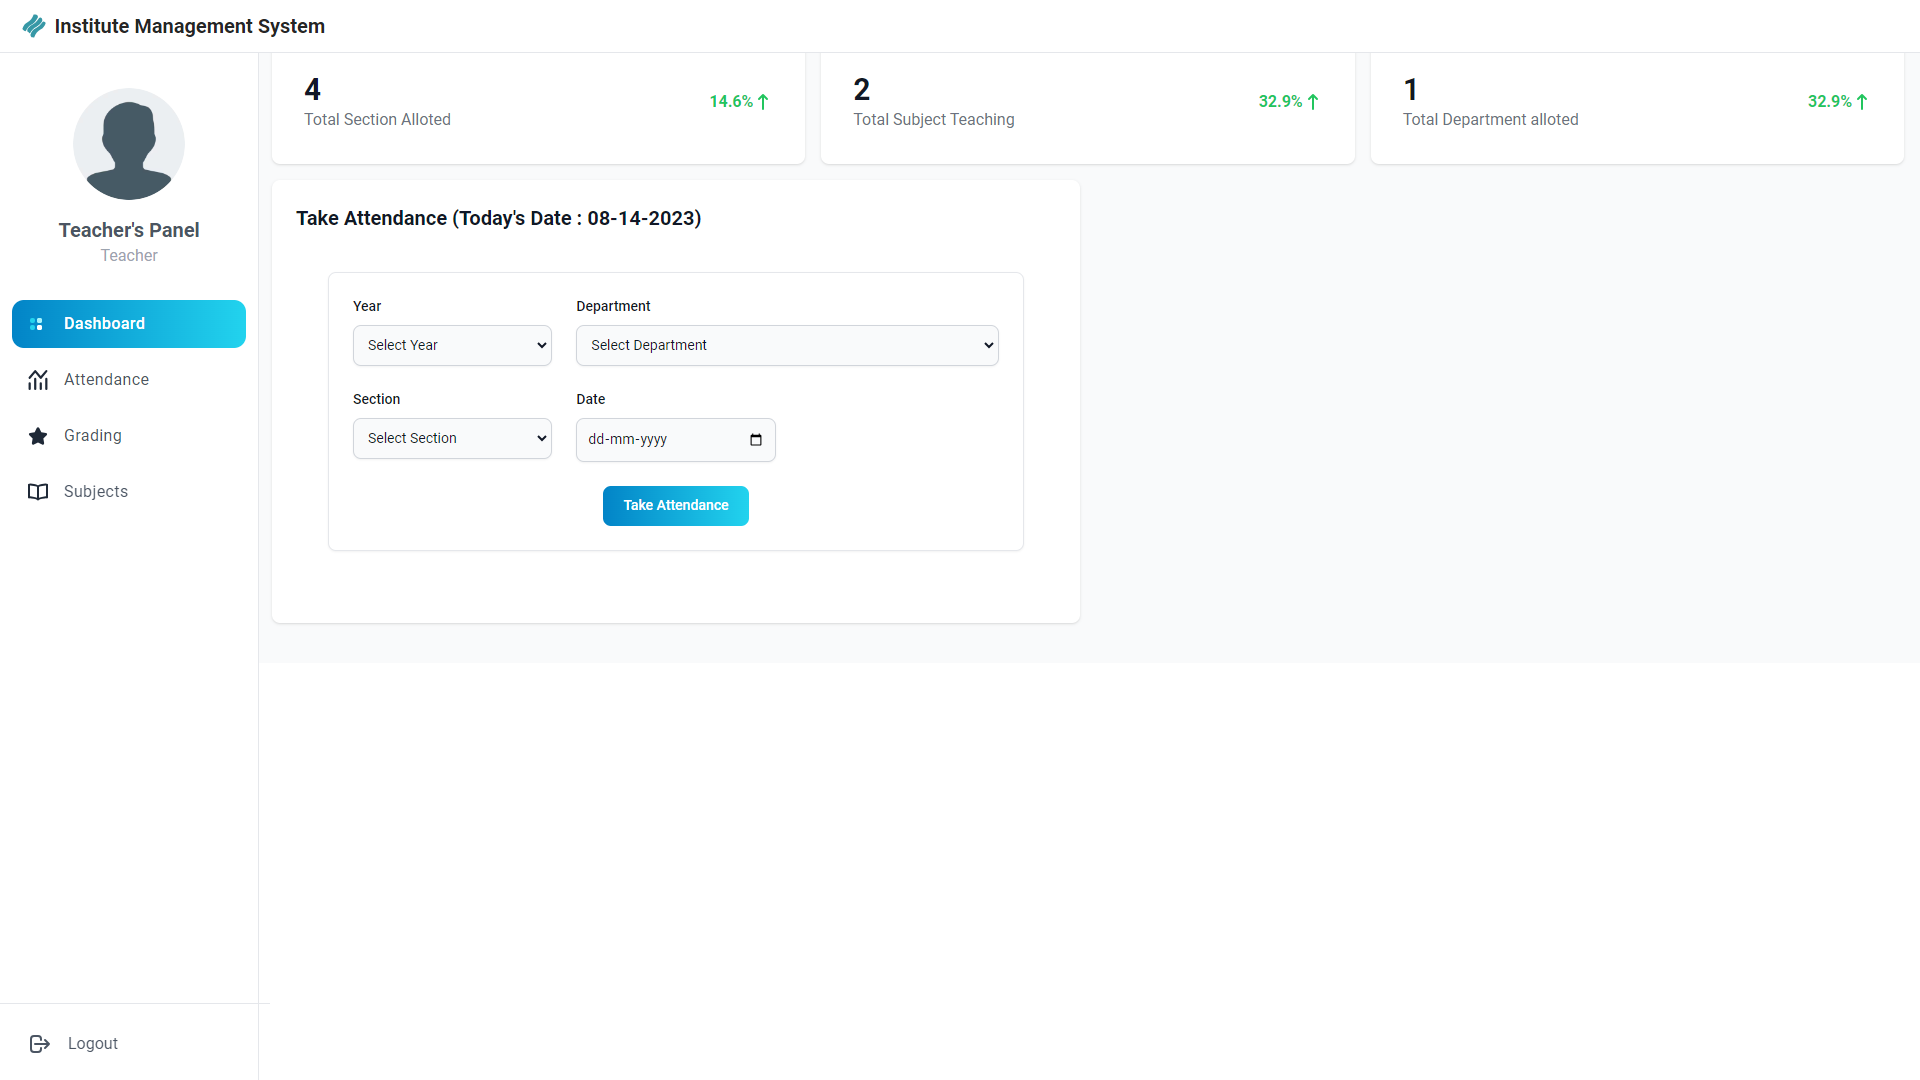 Institute Management System
Teacher's Panel
Teacher
Dashboard
Attendance
Grading
Subjects
Logout
4
Total Section Alloted
14.6%
2
Total Subject Teaching
32.9%
1
Total Department alloted
32.9%
Take Attendance (Today's Date : 08-14-2023)
Year
Department
Select Year
Select Department
Section
Date
Select Section
dd-mm-yyyy
Take Attendance